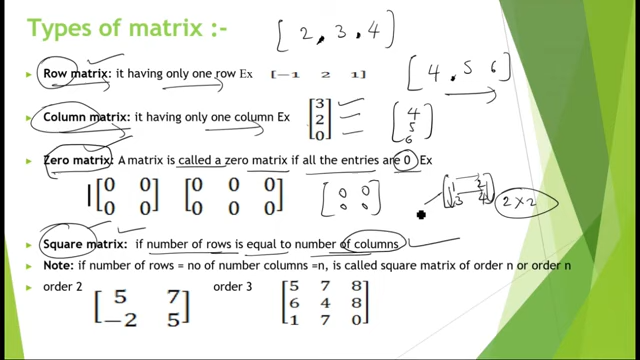 Types of matrix :-
[ 2 , 3 , 4 ]
Row matrix: it having only one row Ex [−1 2 1]
[ 4 , 5 6 ]
Column matrix: it having only one column Ex
[3
2
0]
[4
5
6]
Zero matrix: A matrix is called a zero matrix if all the entries are 0 Ex
[0 0
0 0]
[0 0 0
0 0 0]
[0 0
0 0]
[1 2
3 4]
2 × 2
Square matrix: if number of rows is equal to number of columns
Note: if number of rows = no of number columns =n, is called square matrix of order n or order n
order 2
[5 7
−2 5]
order 3
[5 7 8
6 4 8
1 7 0]